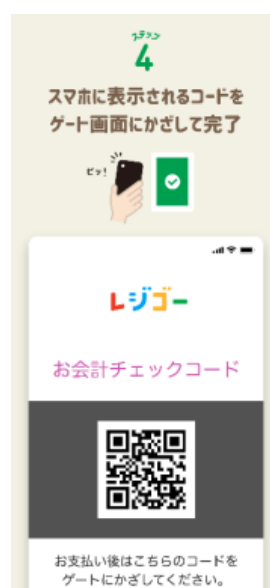 ステップ
4
スマホに表示されるコードを
ゲート画面にかざして完了
ピッ!
レジゴー
お会計チェックコード
お支払い後はこちらのコードを
ゲートにかざしてください。